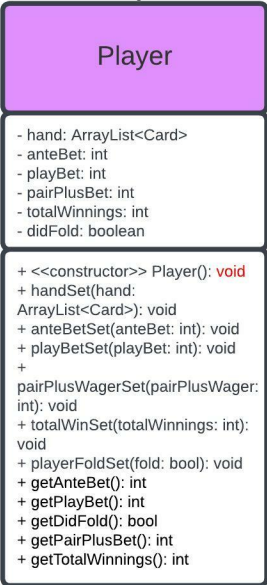 Player
- hand: ArrayList<Card>
- anteBet: int
- playBet: int
- pairPlusBet: int
- totalWinnings: int
- didFold: boolean
+ <<constructor>> Player(): void
+ handSet(hand:
ArrayList<Card>): void
+ anteBetSet(anteBet: int): void
+ playBetSet(playBet: int): void
+
pairPlusWagerSet(pairPlusWager:
int): void
+ totalWinSet(totalWinnings: int):
void
+ playerFoldSet(fold: bool): void
+ getAnteBet(): int
+ getPlayBet(): int
+ getDidFold(): bool
+ getPairPlusBet(): int
+ getTotalWinnings(): int